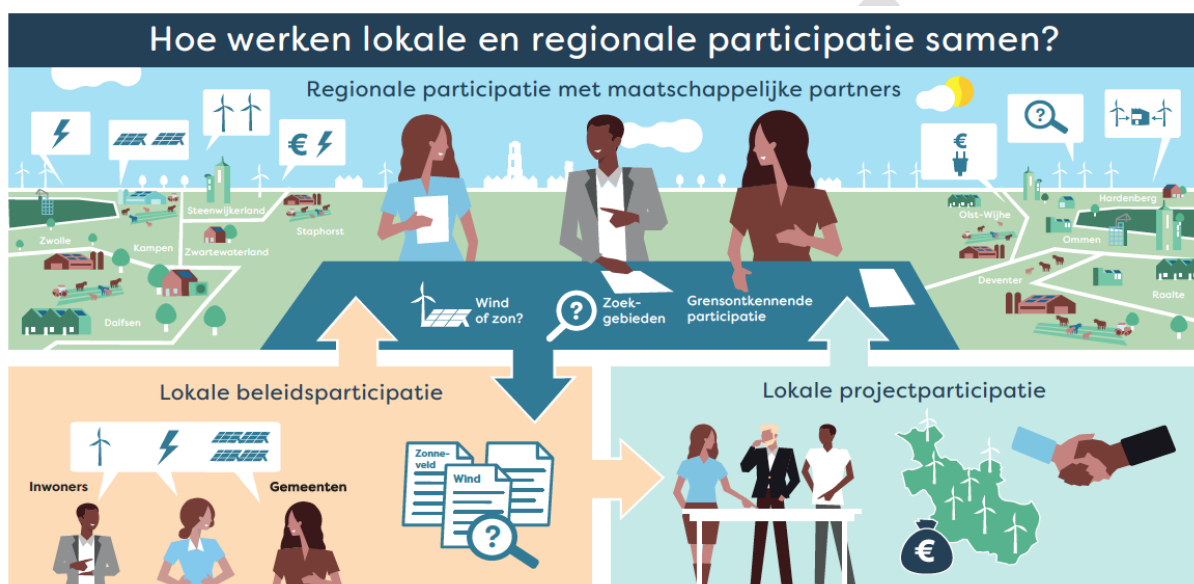 Hoe werken lokale en regionale participatie samen?
Regionale participatie met maatschappelijke partners
€
€
?
Steenwijkerland
Staphorst
Zwolle
Kampen
Zwartewaterland
Dalfsen
Hardenberg
Olst-Wijhe
Ommen
Deventer
Raalte
Wind
of zon?
?
Zoek-
gebieden
Grensontkennende
participatie
Lokale beleidsparticipatie
Inwoners
Gemeenten
Zonne-
veld
Wind
?
Lokale projectparticipatie
€